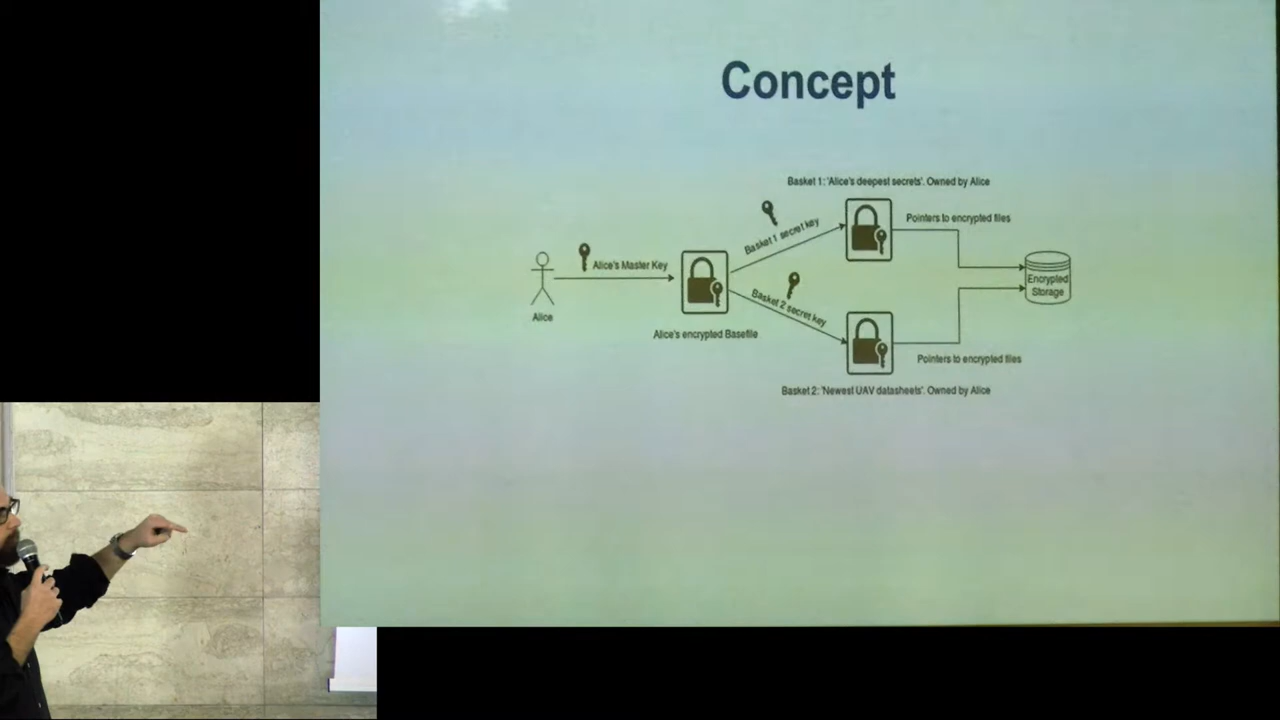 Concept
Basket 1: 'Alice's deepest secrets'. Owned by Alice
Basket 1 secret key
Pointers to encrypted files
Alice's Master Key
Alice
Alice's encrypted Basefile
Basket 2 secret key
Encrypted
Storage
Pointers to encrypted files
Basket 2: 'Newest UAV datasheets'. Owned by Alice